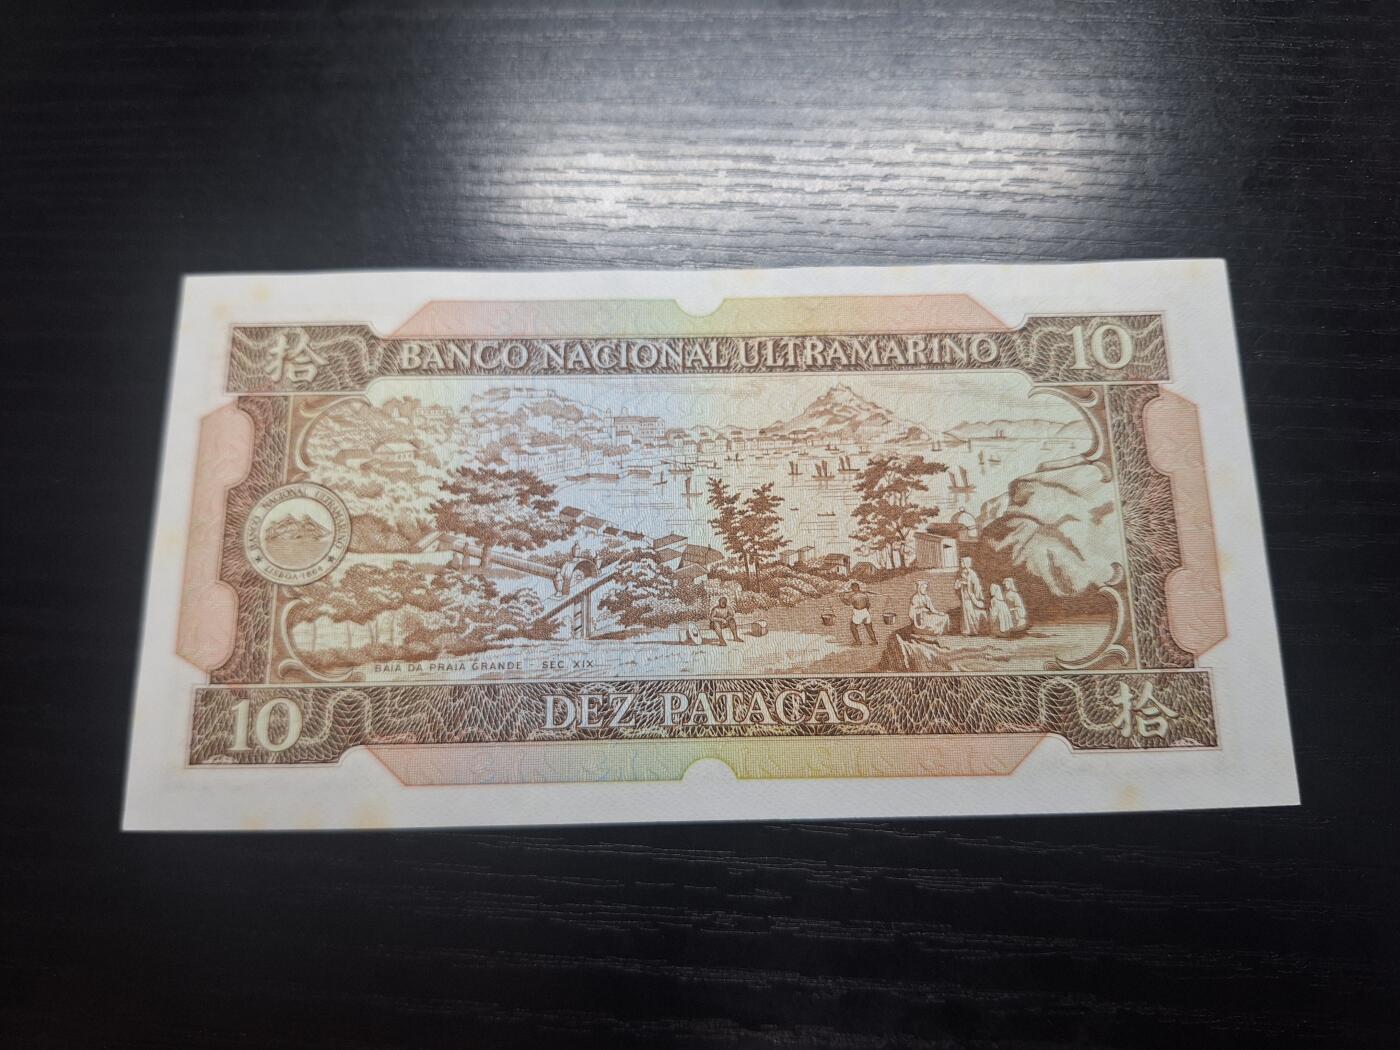 拾
BANCO NACIONAL ULTRAMARINO
10
BANCO NACIONAL ULTRAMARINO
LISBOA-1864
BAIA DA PRAIA GRANDE - SEC. XIX
10
DEZ PATACAS
拾